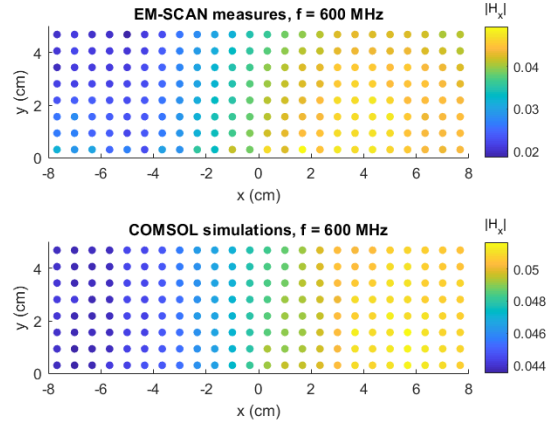 EM-SCAN measures, f = 600 MHz
|H_x|
4
2
0
y (cm)
-8 -6 -4 -2 0 2 4 6 8
x (cm)
0.04
0.03
0.02
COMSOL simulations, f = 600 MHz
|H_x|
4
2
0
y (cm)
-8 -6 -4 -2 0 2 4 6 8
x (cm)
0.05
0.048
0.046
0.044